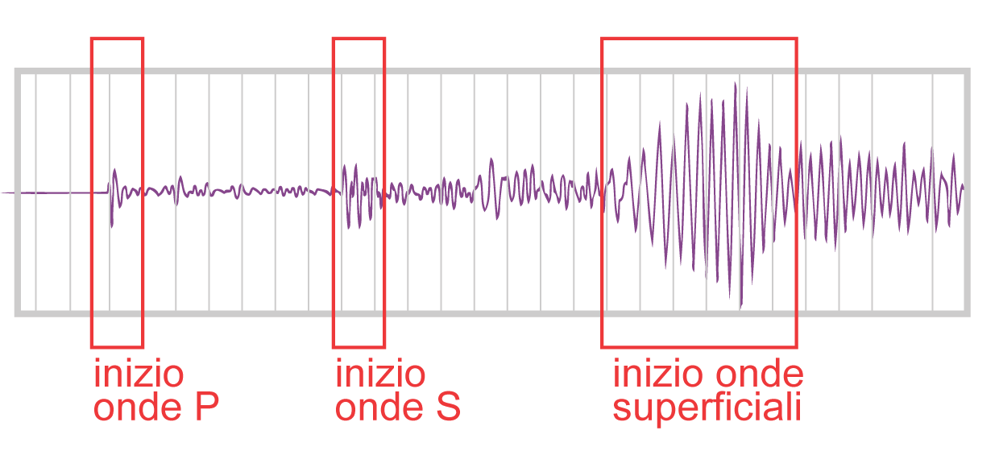 inizio
onde P
inizio
onde S
inizio onde
superficiali